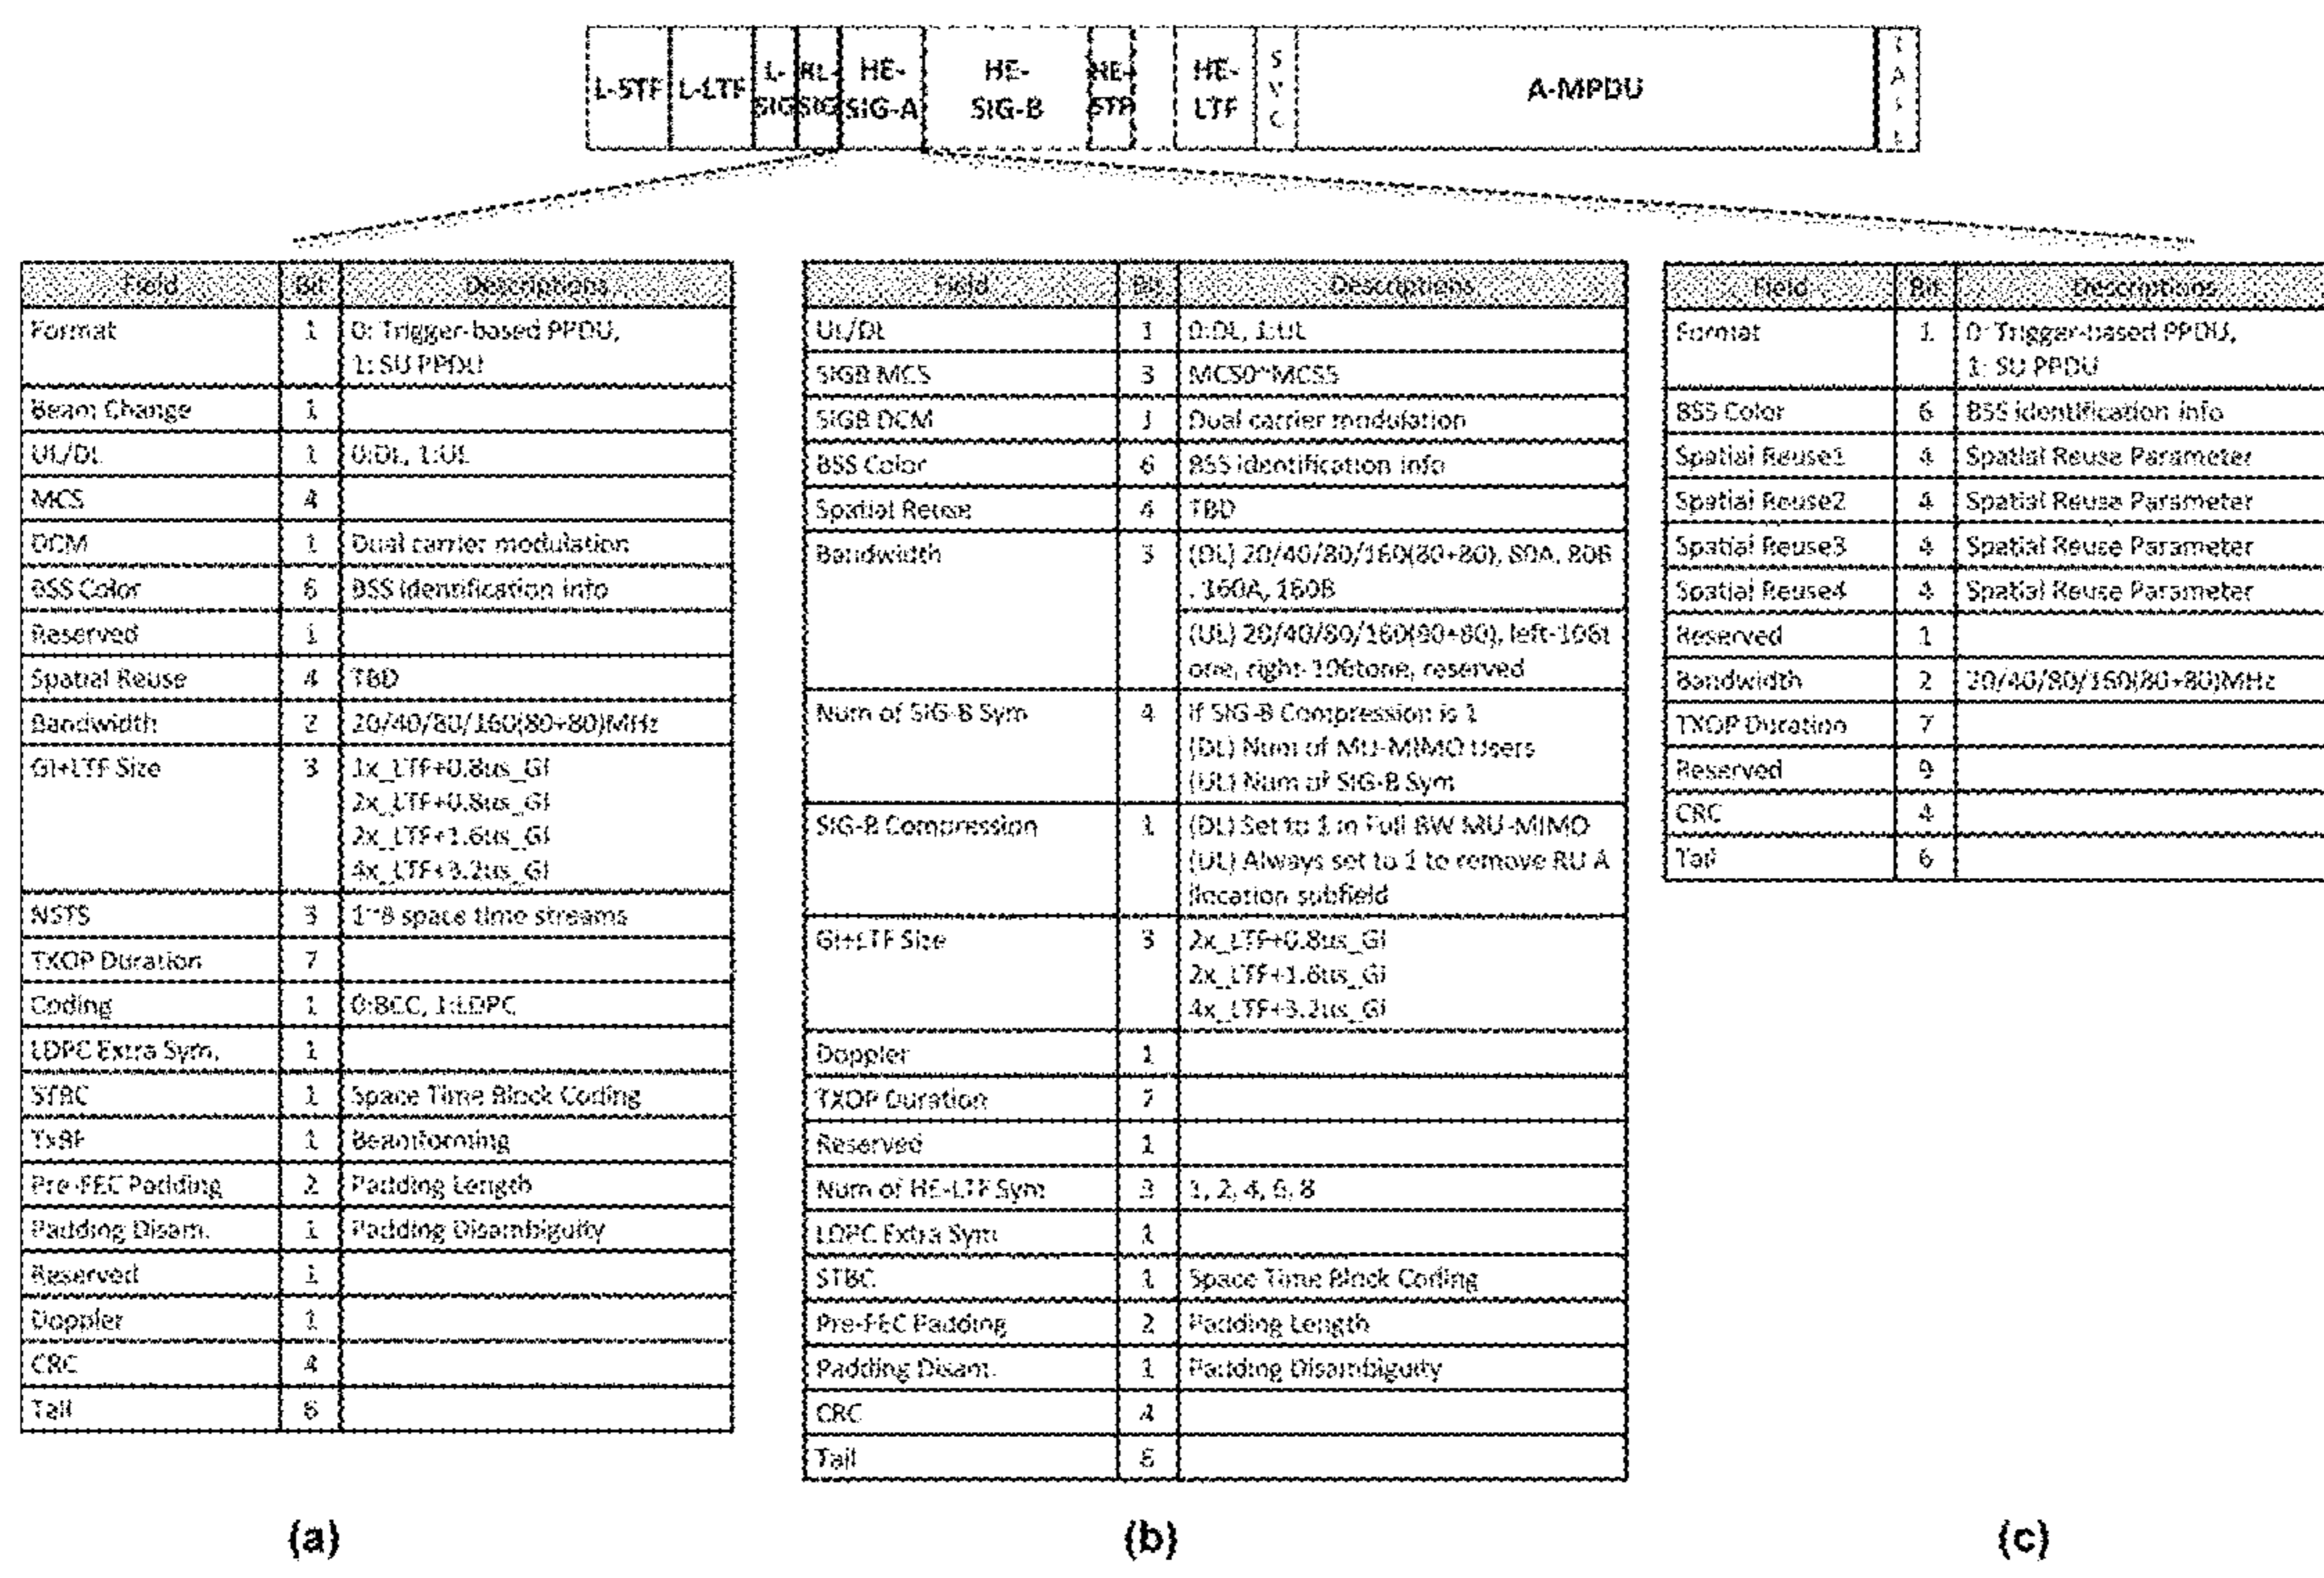 L-STF L-LTF L-SIG RL-SIG HE-SIG-A HE-SIG-B HE-STF HE-LTF SVC A-MPDU TAIL
Field Bit Descriptions
Format 1 0: Trigger-based PPDU,
1: SU PPDU
Beam Change 1
UL/DL 1 0:DL, 1:UL
MCS 4
DCM 1 Dual carrier modulation
BSS Color 6 BSS identification info
Reserved 1
Spatial Reuse 4 TBD
Bandwidth 2 20/40/80/160(80+80)MHz
GI+LTF Size 3 1x_LTF+0.8us_GI
2x_LTF+0.8us_GI
2x_LTF+1.6us_GI
4x_LTF+3.2us_GI
NSTS 3 1~8 space time streams
TXOP Duration 7
Coding 1 0:BCC, 1:LDPC
LDPC Extra Sym. 1
STBC 1 Space Time Block Coding
TxBF 1 Beamforming
Pre-FEC Padding 2 Padding Length
Padding Disam. 1 Padding Disambiguity
Reserved 1
Doppler 1
CRC 4
Tail 6
(a)
Field Bit Descriptions
UL/DL 1 0:DL, 1:UL
SIGB MCS 3 MCS0~MCS5
SIGB DCM 1 Dual carrier modulation
BSS Color 6 BSS identification info
Spatial Reuse 4 TBD
Bandwidth 3 (DL) 20/40/80/160(80+80), 80A, 80B
, 160A, 160B
(UL) 20/40/80/160(80+80), left-106t
one, right-106tone, reserved
Num of SIG-B Sym 4 if SIG-B Compression is 1
(DL) Num of MU-MIMO Users
(UL) Num of SIG-B Sym
SIG-B Compression 1 (DL) Set to 1 in Full BW MU-MIMO
(UL) Always set to 1 to remove RU A
llocation subfield
GI+LTF Size 3 2x_LTF+0.8us_GI
2x_LTF+1.6us_GI
4x_LTF+3.2us_GI
Doppler 1
TXOP Duration 7
Reserved 1
Num of HE-LTF Sym 3 1, 2, 4, 6, 8
LDPC Extra Sym 1
STBC 1 Space Time Block Coding
Pre-FEC Padding 2 Padding Length
Padding Disam. 1 Padding Disambiguity
CRC 4
Tail 6
(b)
Field Bit Descriptions
Format 1 0: Trigger-based PPDU,
1: SU PPDU
BSS Color 6 BSS identification info
Spatial Reuse1 4 Spatial Reuse Parameter
Spatial Reuse2 4 Spatial Reuse Parameter
Spatial Reuse3 4 Spatial Reuse Parameter
Spatial Reuse4 4 Spatial Reuse Parameter
Reserved 1
Bandwidth 2 20/40/80/160(80+80)MHz
TXOP Duration 7
Reserved 9
CRC 4
Tail 6
(c)